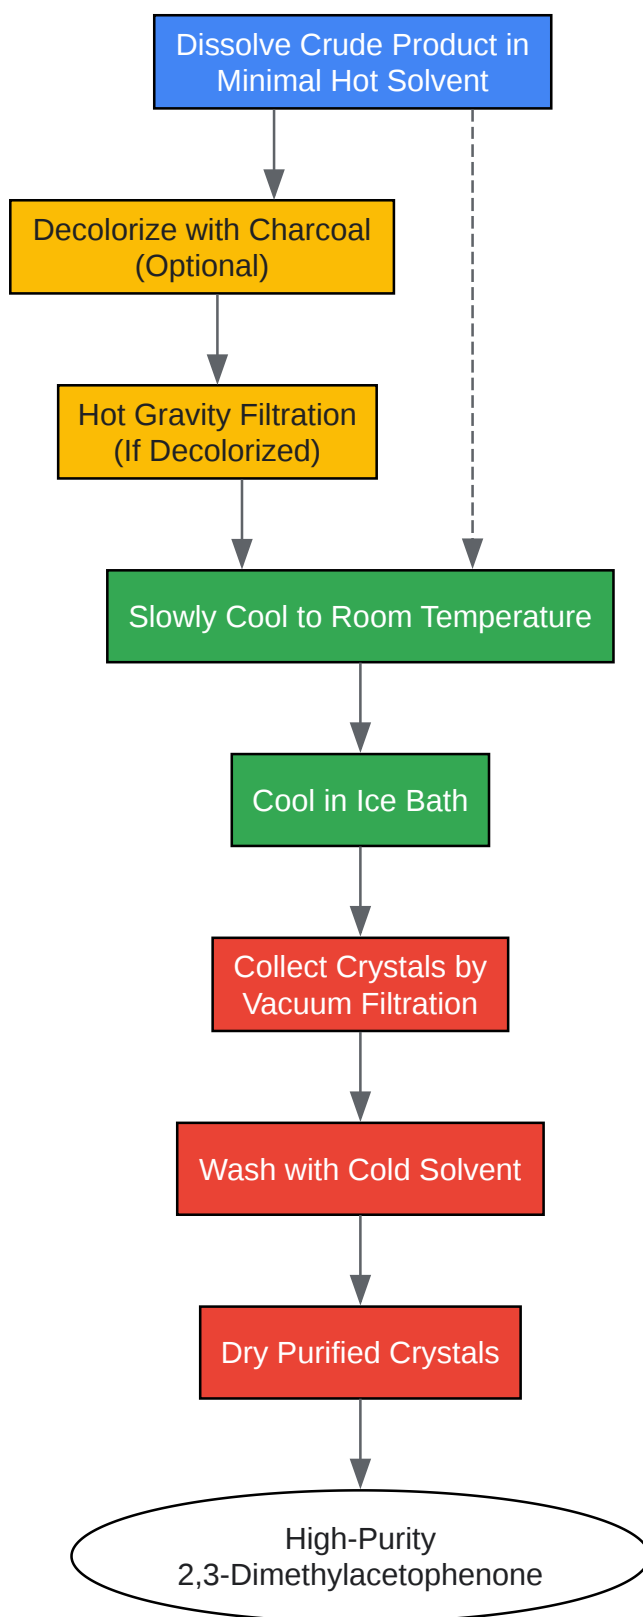 Dissolve Crude Product in
Minimal Hot Solvent
Decolorize with Charcoal
(Optional)
Hot Gravity Filtration
(If Decolorized)
Slowly Cool to Room Temperature
Cool in Ice Bath
Collect Crystals by
Vacuum Filtration
Wash with Cold Solvent
Dry Purified Crystals
High-Purity
2,3-Dimethylacetophenone